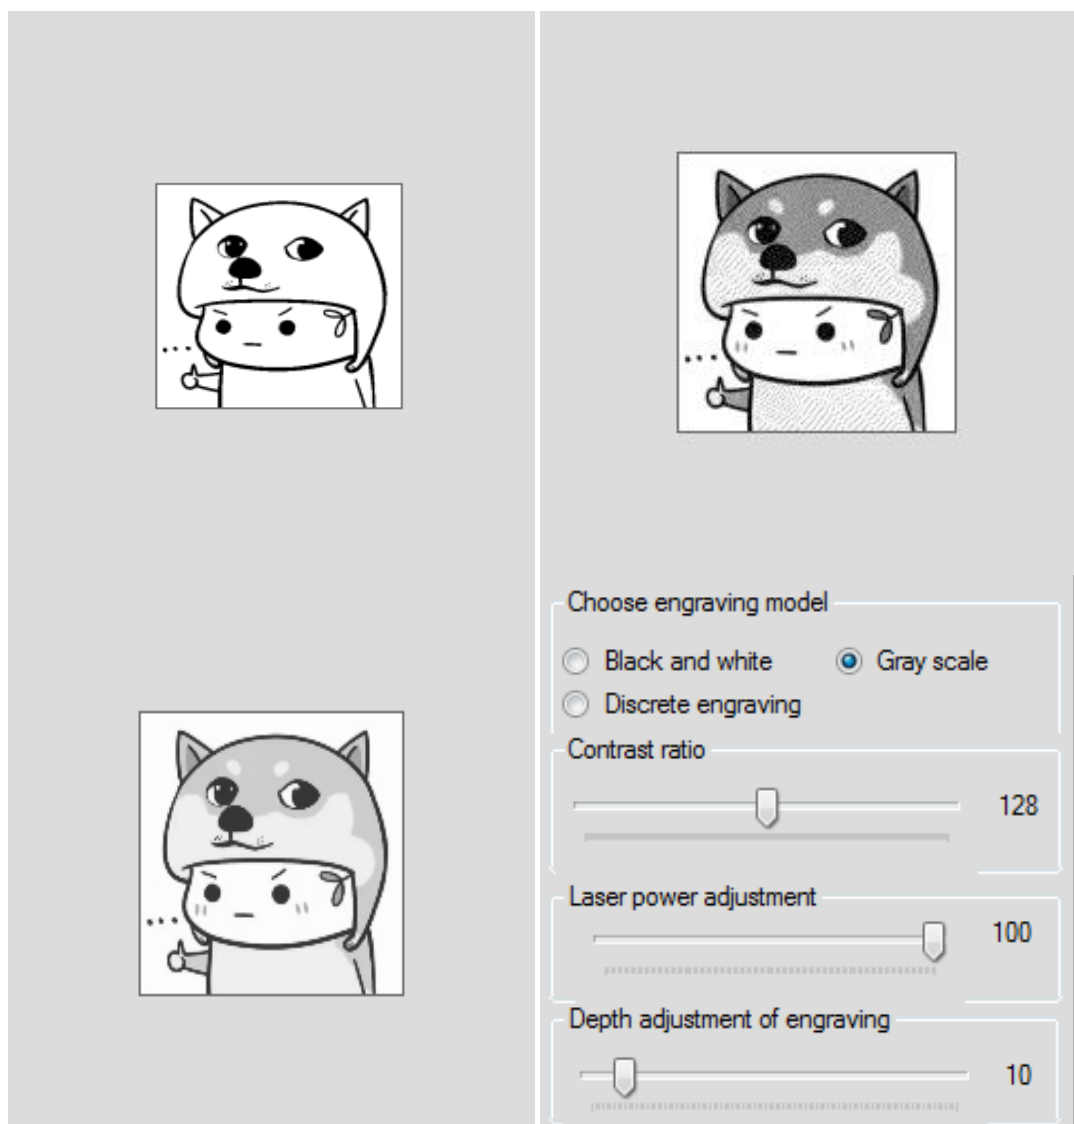 Choose engraving model
Black and white Gray scale
Discrete engraving
Contrast ratio
128
Laser power adjustment
100
Depth adjustment of engraving
10